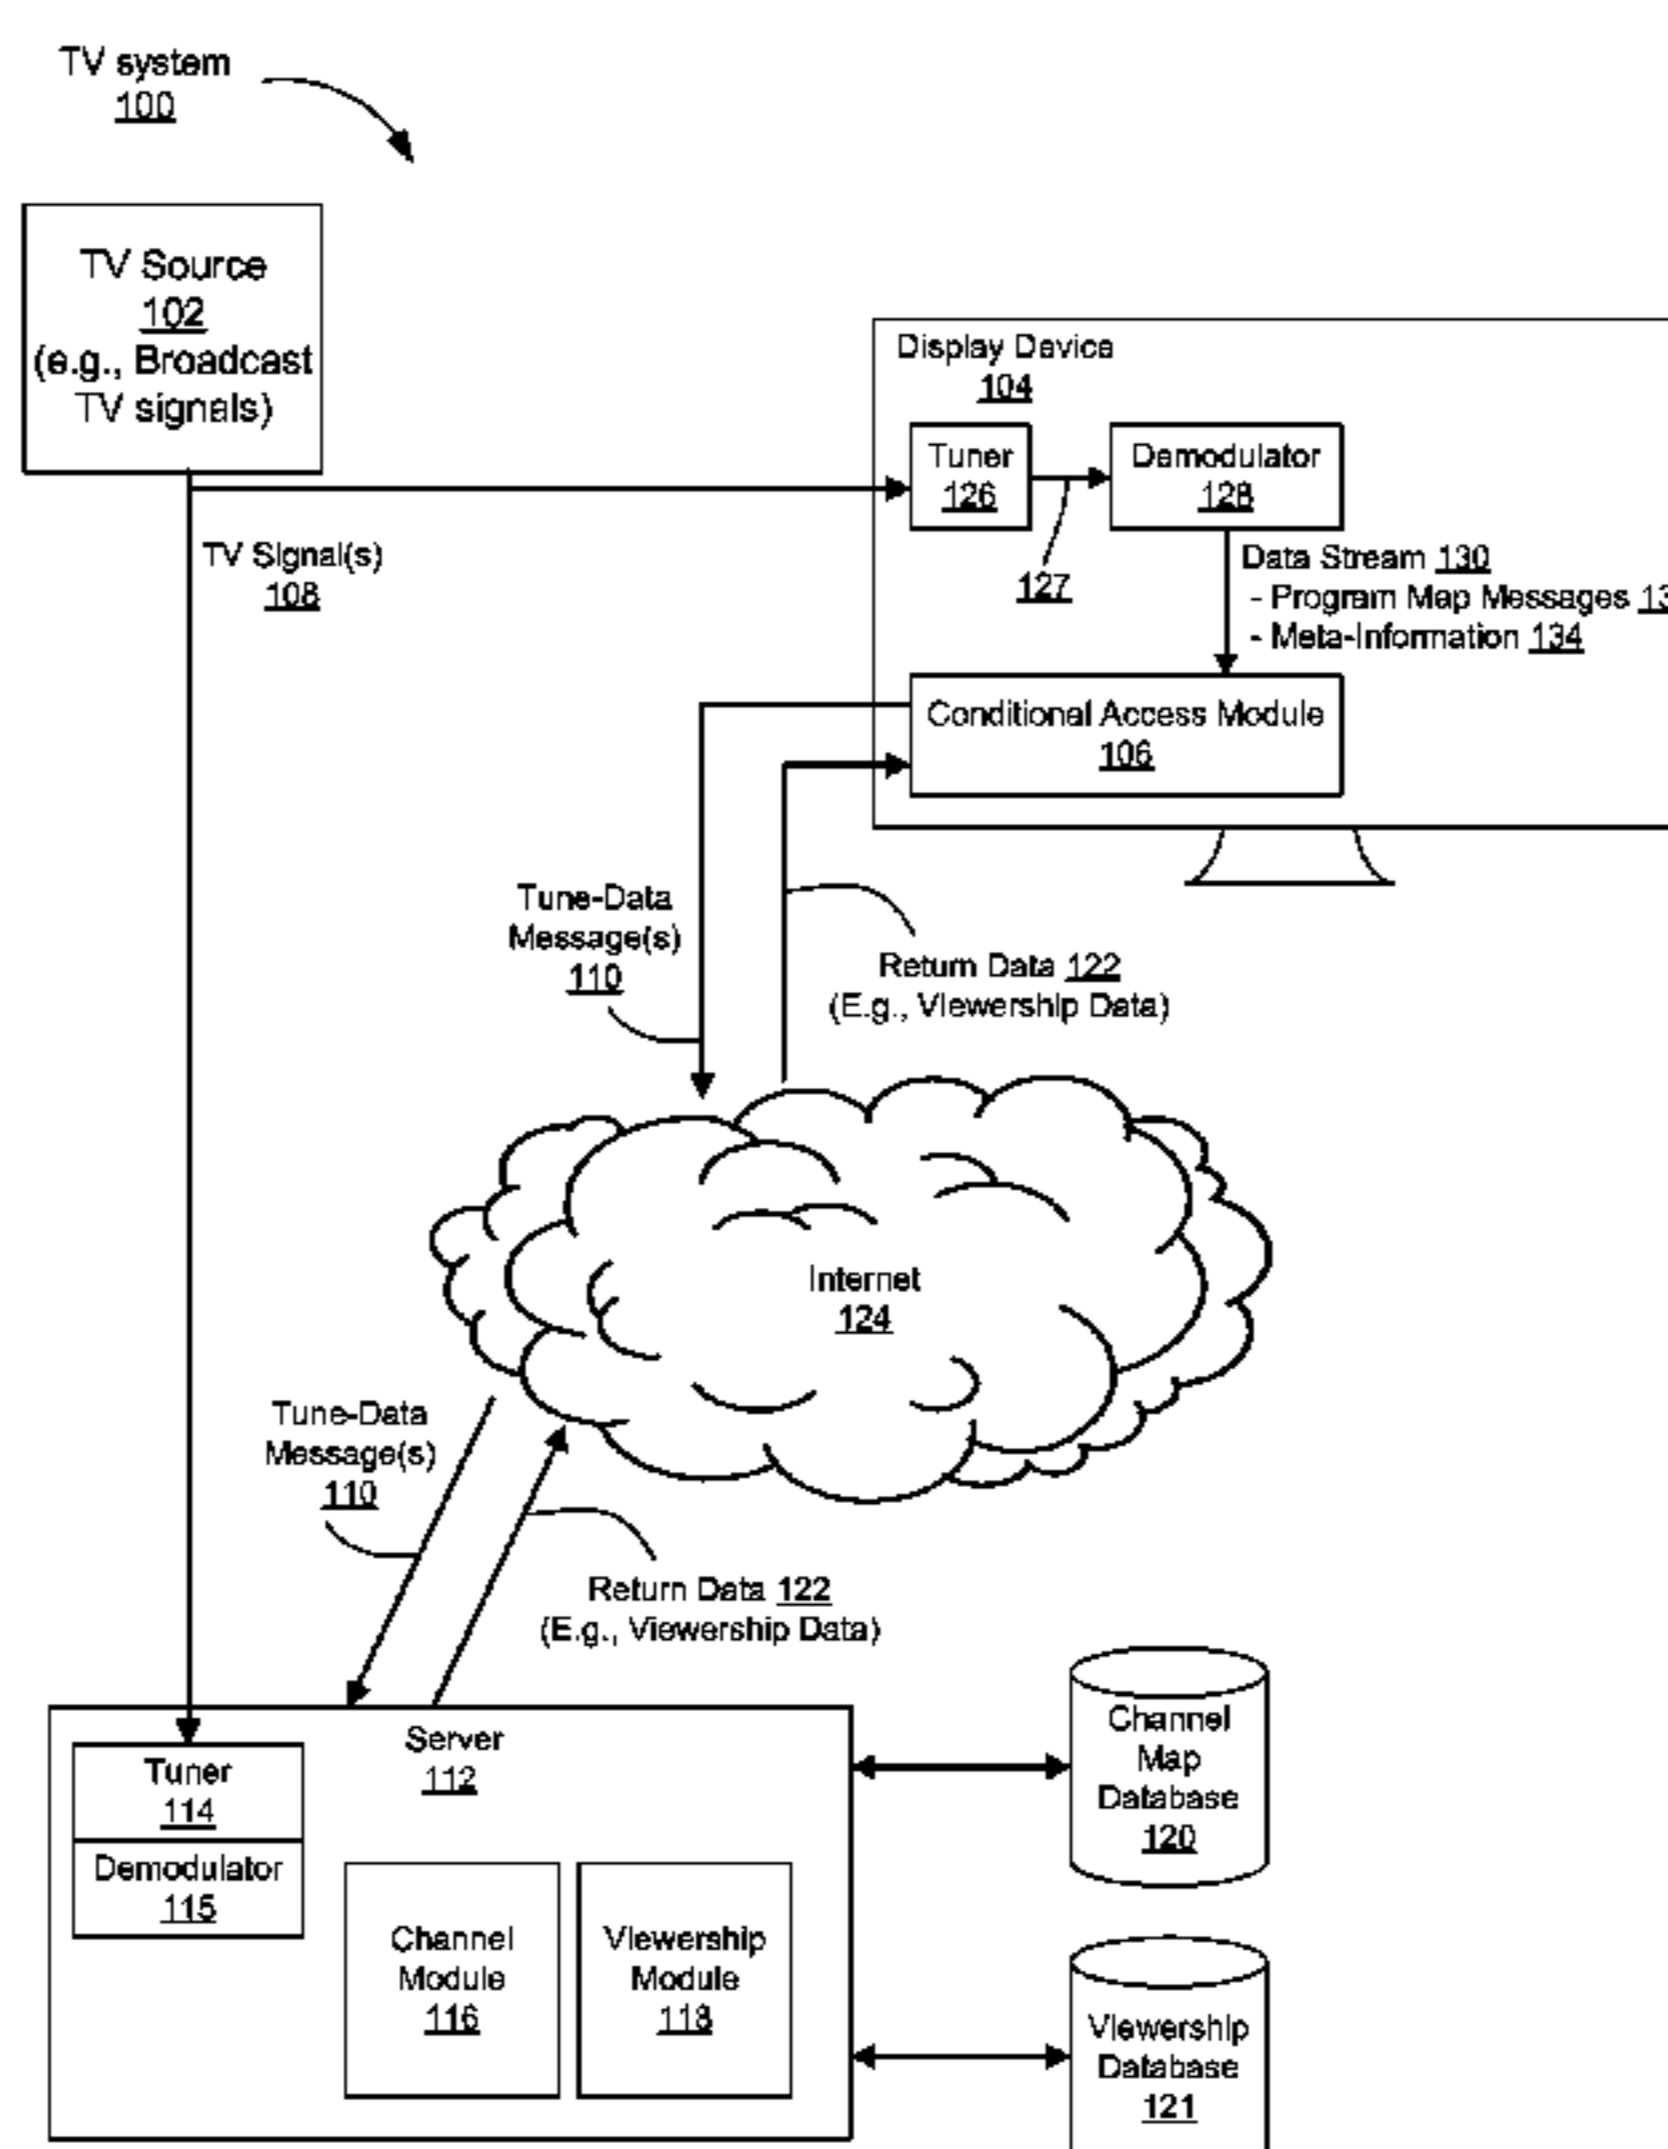 TV system
100
TV Source
102
(e.g., Broadcast
TV signals)
Display Device
104
Tuner
126
Demodulator
128
127
TV Signal(s)
108
Data Stream 130
- Program Map Messages
- Meta-Information 134
Conditional Access Module
106
Tune-Data
Message(s)
110
Return Data 122
(E.g., Viewership Data)
Internet
124
Tune-Data
Message(s)
110
Return Data 122
(E.g., Viewership Data)
Server
112
Tuner
114
Demodulator
115
Channel
Module
116
Viewership
Module
118
Channel
Map
Database
120
Viewership
Database
121